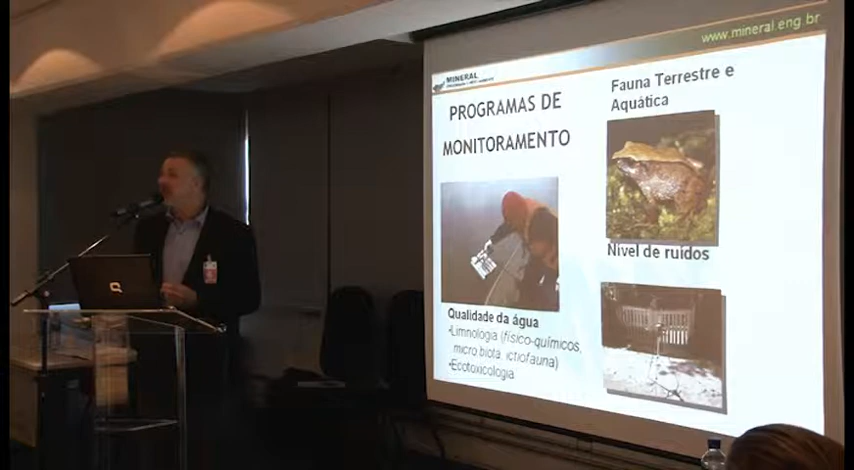 www.mineral.eng.br
MINERAL
PROGRAMAS DE
MONITORAMENTO
Fauna Terrestre e
Aquática
Nível de ruídos
Qualidade da água
•Limnologia (físico-químicos,
micro biota ictiofauna)
•Ecotoxicologia